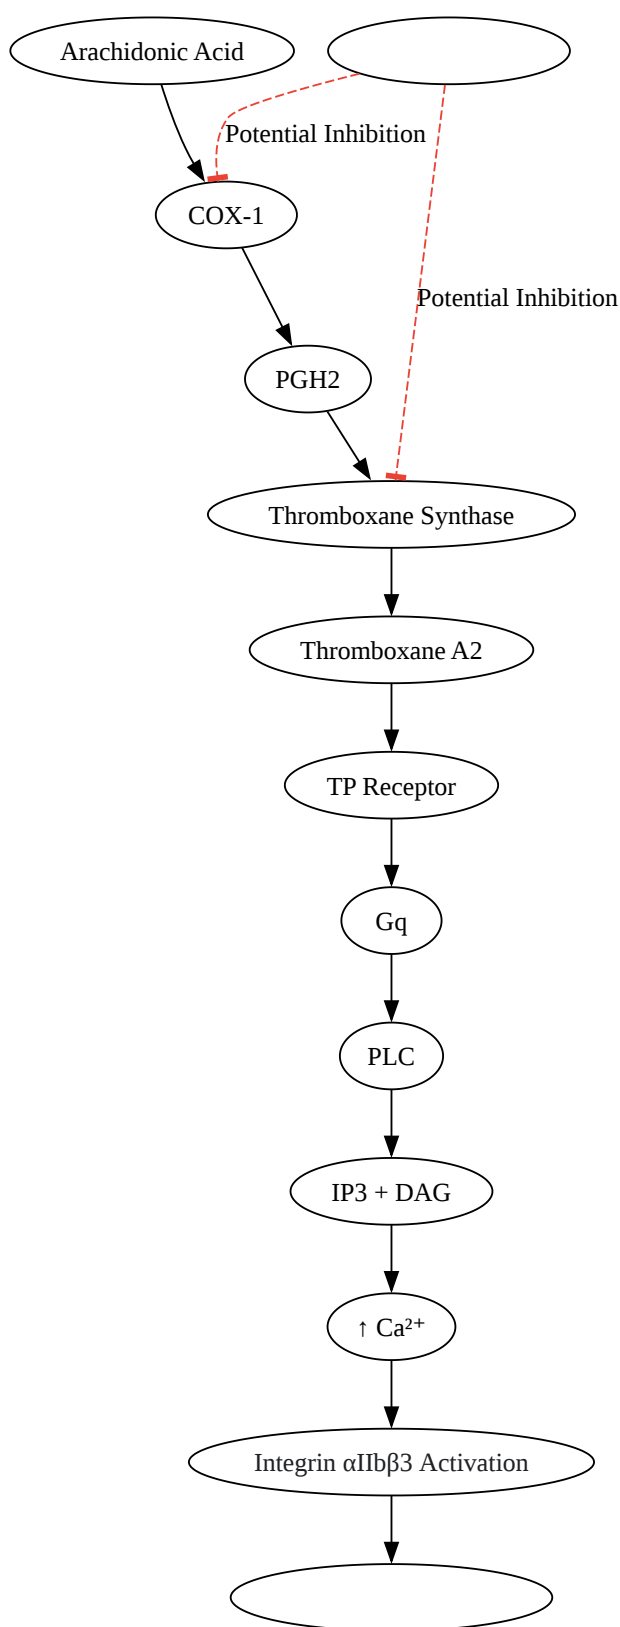 Arachidonic Acid
Potential Inhibition
COX-1
Potential Inhibition
PGH2
Thromboxane Synthase
Thromboxane A2
TP Receptor
Gq
PLC
IP3 + DAG
↑ Ca²⁺
Integrin αIIbβ3 Activation